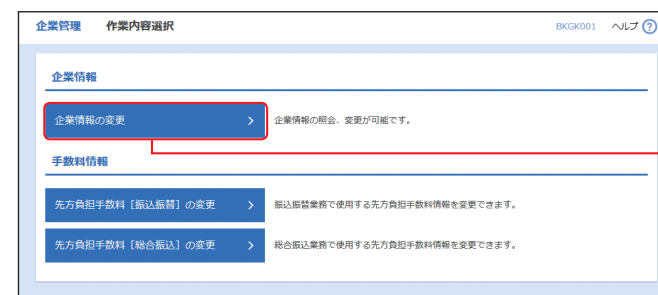 企業管理 作業内容選択 BKGK001 ヘルプ ?
企業情報
企業情報の変更 > 企業情報の照会、変更が可能です。
手数料情報
先方負担手数料［振込振替］の変更 > 振込振替業務で使用する先方負担手数料情報を変更できます。
先方負担手数料［総合振込］の変更 > 総合振込業務で使用する先方負担手数料情報を変更できます。